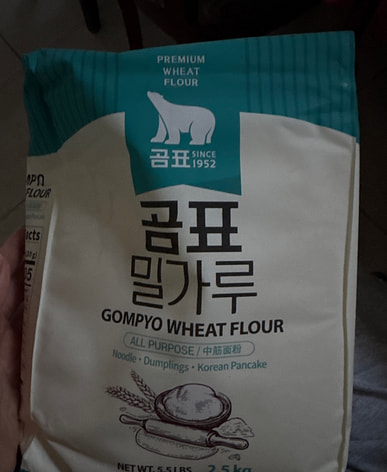 PREMIUM
WHEAT
FLOUR
곰표 SINCE 1952
곰표
밀가루
GOMPYO WHEAT FLOUR
ALL PURPOSE / 中筋面粉
Noodle · Dumplings · Korean Pancake
NET WT. 5.5 LBS 2.5 kg
FLOUR